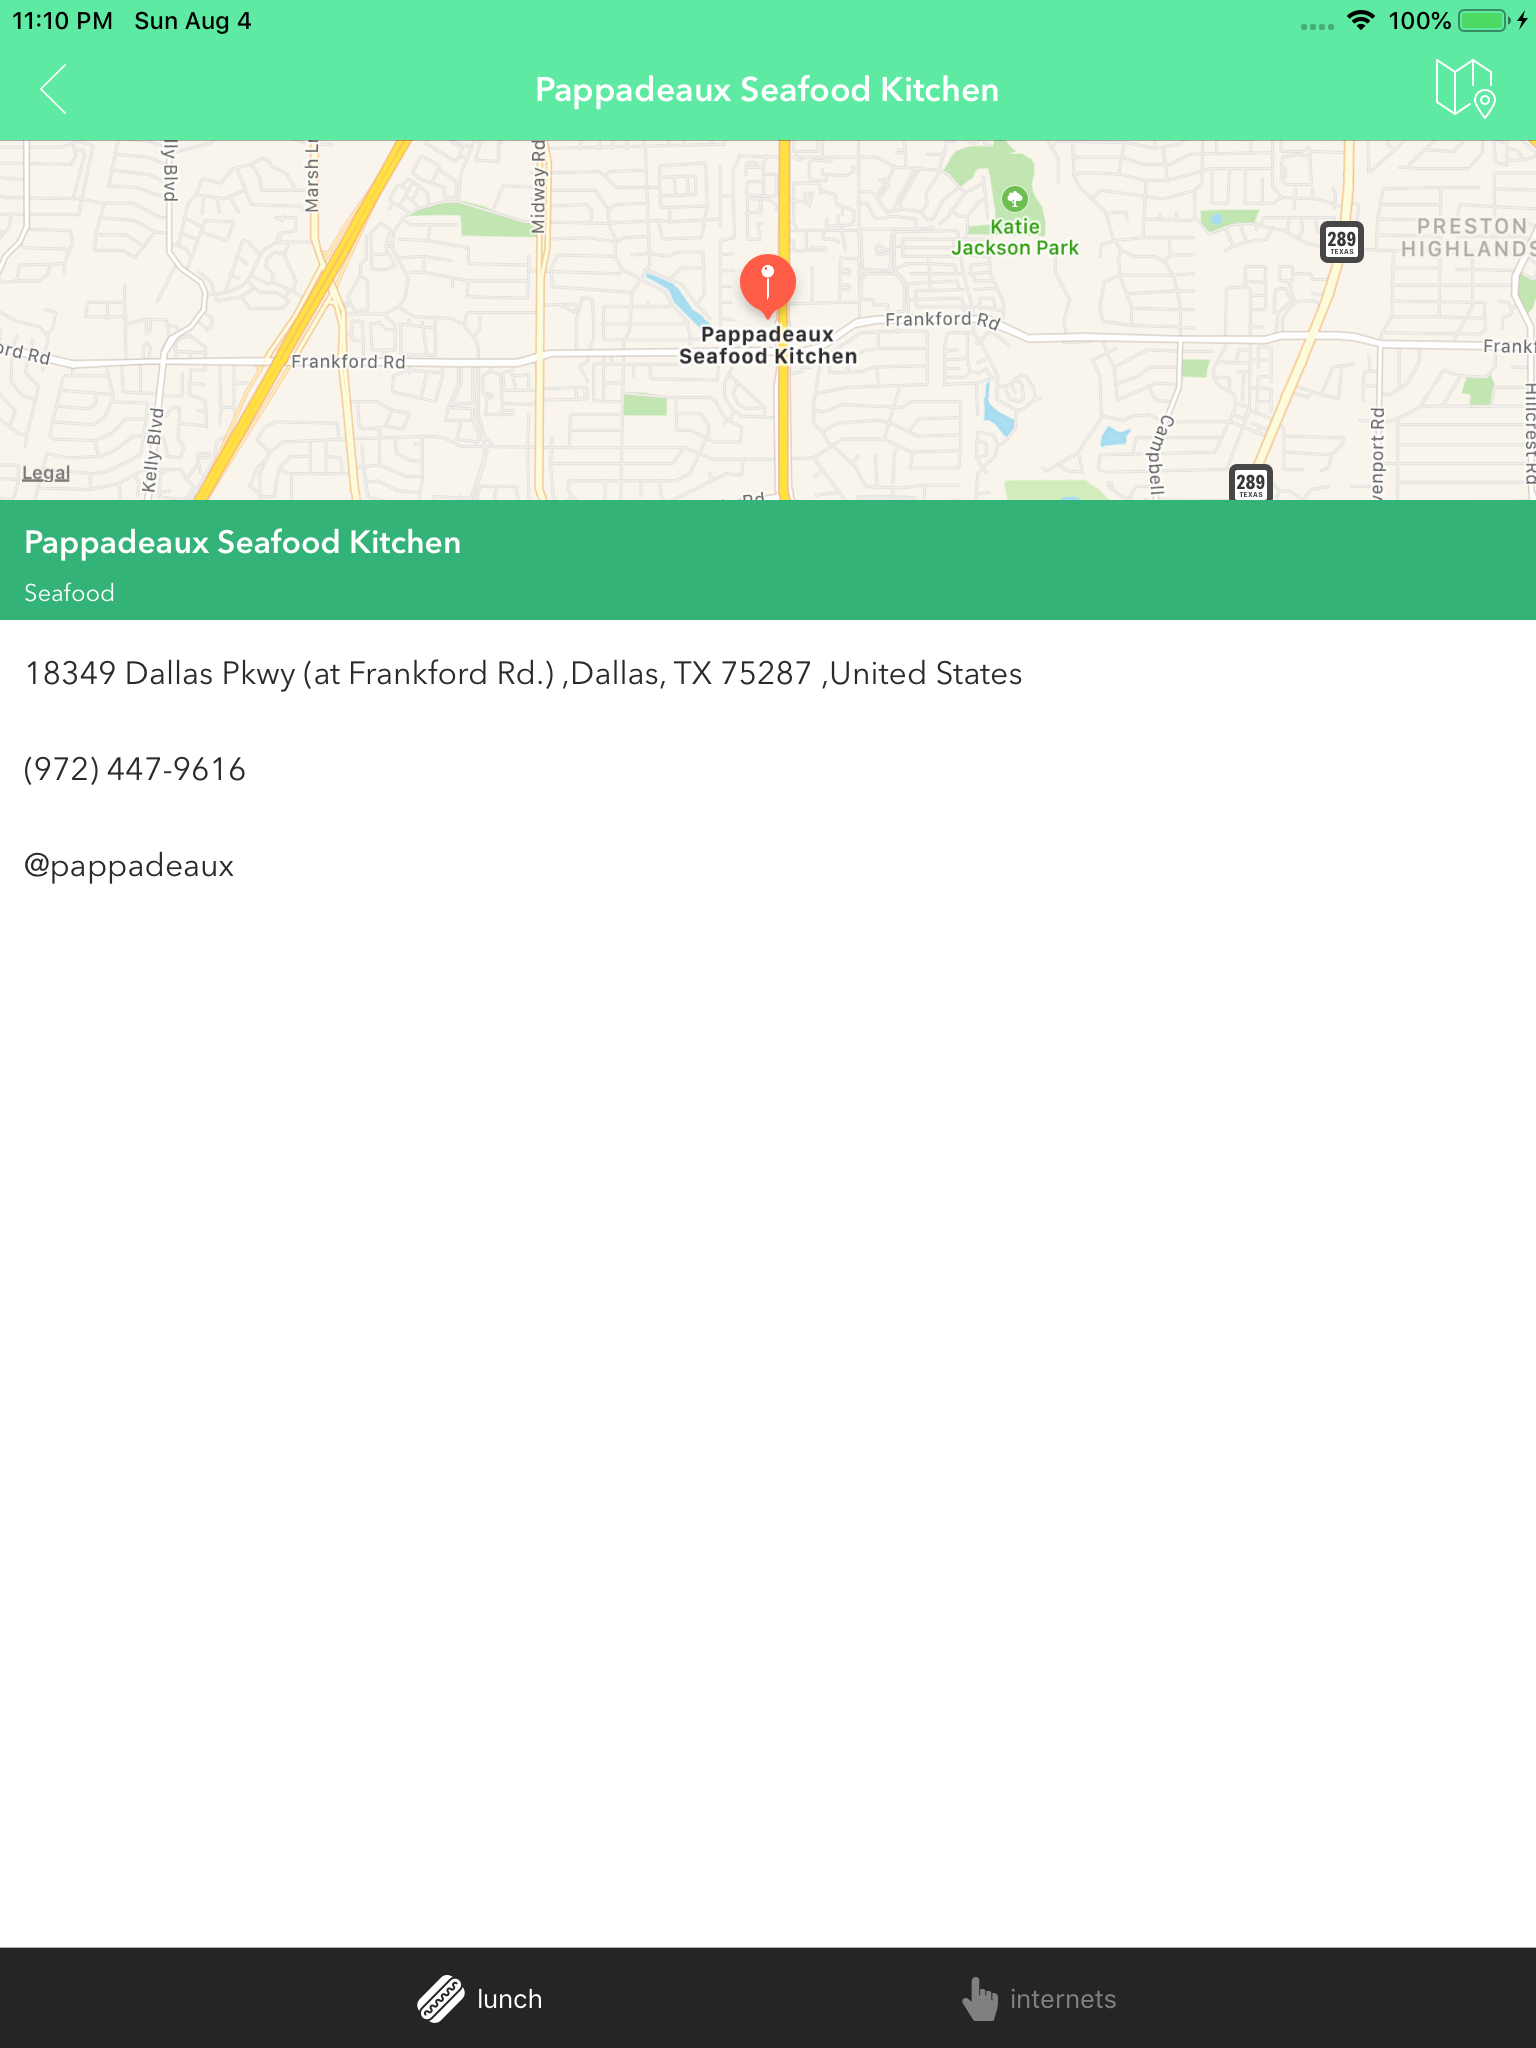 11:10 PM Sun Aug 4
100%
Pappadeaux Seafood Kitchen
lly Blvd
Marsh L
Midway Rd
Katie
Jackson Park
289
TEXAS
PRESTON
HIGHLANDS
Pappadeaux
Seafood Kitchen
Frankford Rd
ord Rd
Frankford Rd
Frankf
Kelly Blvd
Campbell
venport Rd
Hillcrest Rd
Legal
Rd
289
TEXAS
Pappadeaux Seafood Kitchen
Seafood
18349 Dallas Pkwy (at Frankford Rd.) ,Dallas, TX 75287 ,United States
(972) 447-9616
@pappadeaux
lunch
internets